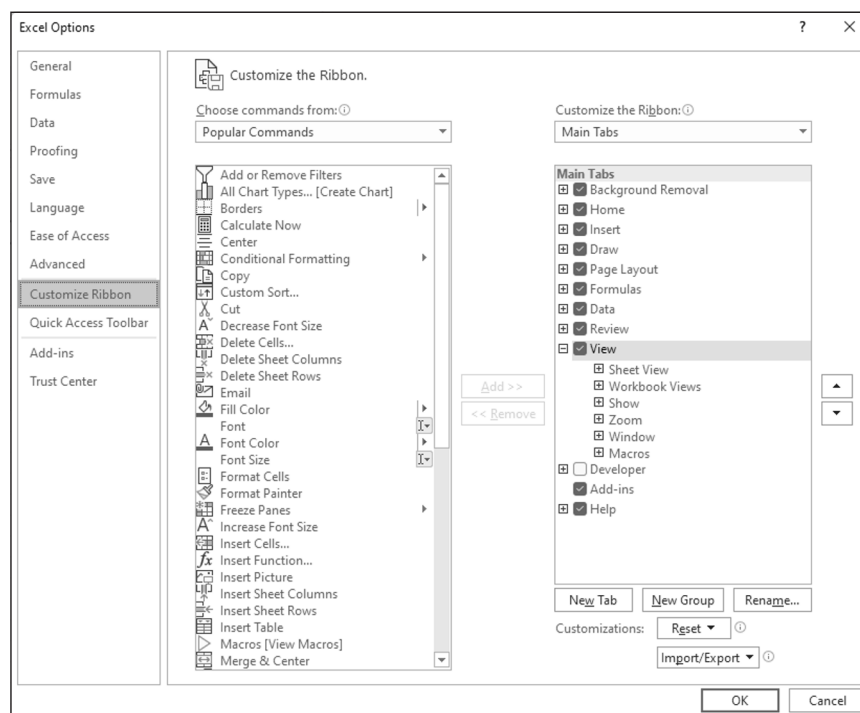 Excel Options
?
General
Formulas
Data
Proofing
Save
Language
Ease of Access
Advanced
Customize Ribbon
Quick Access Toolbar
Add-ins
Trust Center
Customize the Ribbon.
Choose commands from:
Popular Commands
Add or Remove Filters
All Chart Types... [Create Chart]
Borders
Calculate Now
Center
Conditional Formatting
Copy
Custom Sort...
Cut
Decrease Font Size
Delete Cells...
Delete Sheet Columns
Delete Sheet Rows
Email
Fill Color
Font
Font Color
Font Size
Format Cells
Format Painter
Freeze Panes
Increase Font Size
Insert Cells...
Insert Function...
Insert Picture
Insert Sheet Columns
Insert Sheet Rows
Insert Table
Macros [View Macros]
Merge & Center
Add >>
<< Remove
Customize the Ribbon:
Main Tabs
Main Tabs
Background Removal
Home
Insert
Draw
Page Layout
Formulas
Data
Review
View
Sheet View
Workbook Views
Show
Zoom
Window
Macros
Developer
Add-ins
Help
New Tab
New Group
Rename...
Customizations:
Reset
Import/Export
OK
Cancel